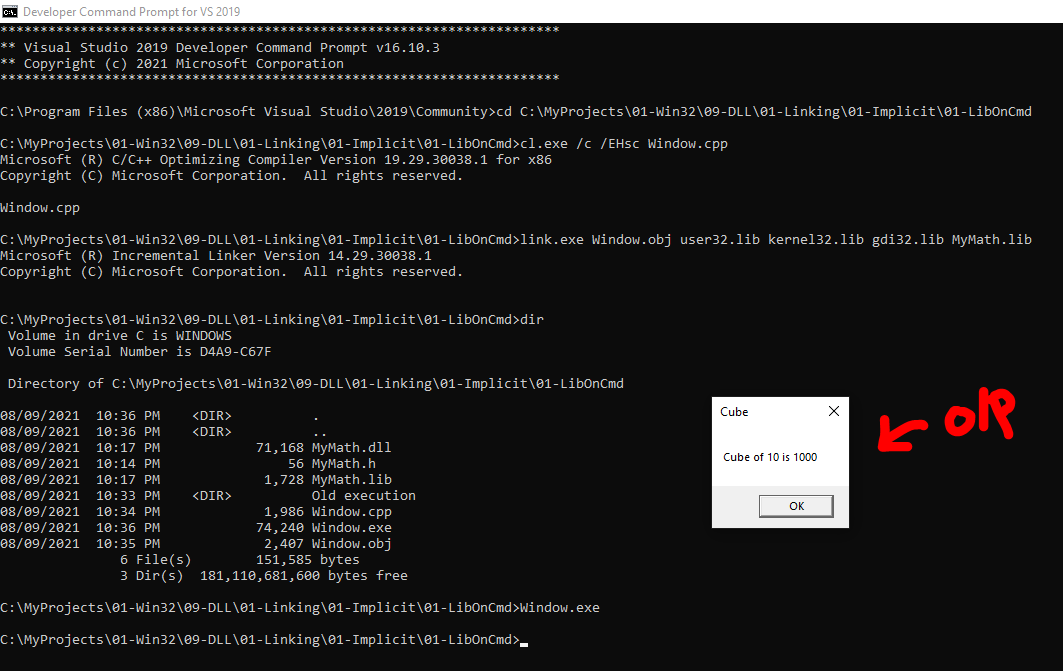 Developer Command Prompt for VS 2019
**********************************************************************
** Visual Studio 2019 Developer Command Prompt v16.10.3
** Copyright (c) 2021 Microsoft Corporation
**********************************************************************
C:\Program Files (x86)\Microsoft Visual Studio\2019\Community>cd C:\MyProjects\01-Win32\09-DLL\01-Linking\01-Implicit\01-LibOnCmd
C:\MyProjects\01-Win32\09-DLL\01-Linking\01-Implicit\01-LibOnCmd>cl.exe /c /EHsc Window.cpp
Microsoft (R) C/C++ Optimizing Compiler Version 19.29.30038.1 for x86
Copyright (C) Microsoft Corporation.  All rights reserved.
Window.cpp
C:\MyProjects\01-Win32\09-DLL\01-Linking\01-Implicit\01-LibOnCmd>link.exe Window.obj user32.lib kernel32.lib gdi32.lib MyMath.lib
Microsoft (R) Incremental Linker Version 14.29.30038.1
Copyright (C) Microsoft Corporation.  All rights reserved.
C:\MyProjects\01-Win32\09-DLL\01-Linking\01-Implicit\01-LibOnCmd>dir
 Volume in drive C is WINDOWS
 Volume Serial Number is D4A9-C67F
 Directory of C:\MyProjects\01-Win32\09-DLL\01-Linking\01-Implicit\01-LibOnCmd
08/09/2021  10:36 PM    <DIR>          .
08/09/2021  10:36 PM    <DIR>          ..
08/09/2021  10:17 PM            71,168 MyMath.dll
08/09/2021  10:14 PM                56 MyMath.h
08/09/2021  10:17 PM             1,728 MyMath.lib
08/09/2021  10:33 PM    <DIR>          Old execution
08/09/2021  10:34 PM             1,986 Window.cpp
08/09/2021  10:36 PM            74,240 Window.exe
08/09/2021  10:35 PM             2,407 Window.obj
               6 File(s)        151,585 bytes
               3 Dir(s)  181,110,681,600 bytes free
C:\MyProjects\01-Win32\09-DLL\01-Linking\01-Implicit\01-LibOnCmd>Window.exe
C:\MyProjects\01-Win32\09-DLL\01-Linking\01-Implicit\01-LibOnCmd>
Cube
Cube of 10 is 1000
OK
O/P